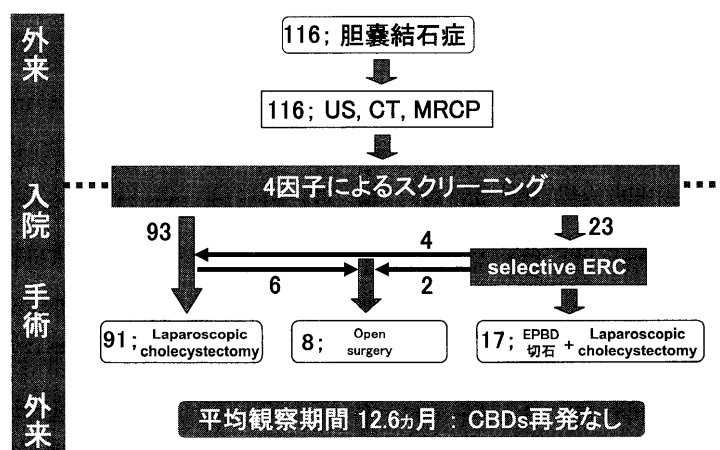 外来
116; 胆嚢結石症
116; US, CT, MRCP
入院
4因子によるスクリーニング
93
23
4
selective ERC
6
2
手術
91; Laparoscopic
cholecystectomy
8; Open
surgery
17; EPBD
切石 + Laparoscopic
cholecystectomy
外来
平均観察期間 12.6カ月 : CBDs再発なし